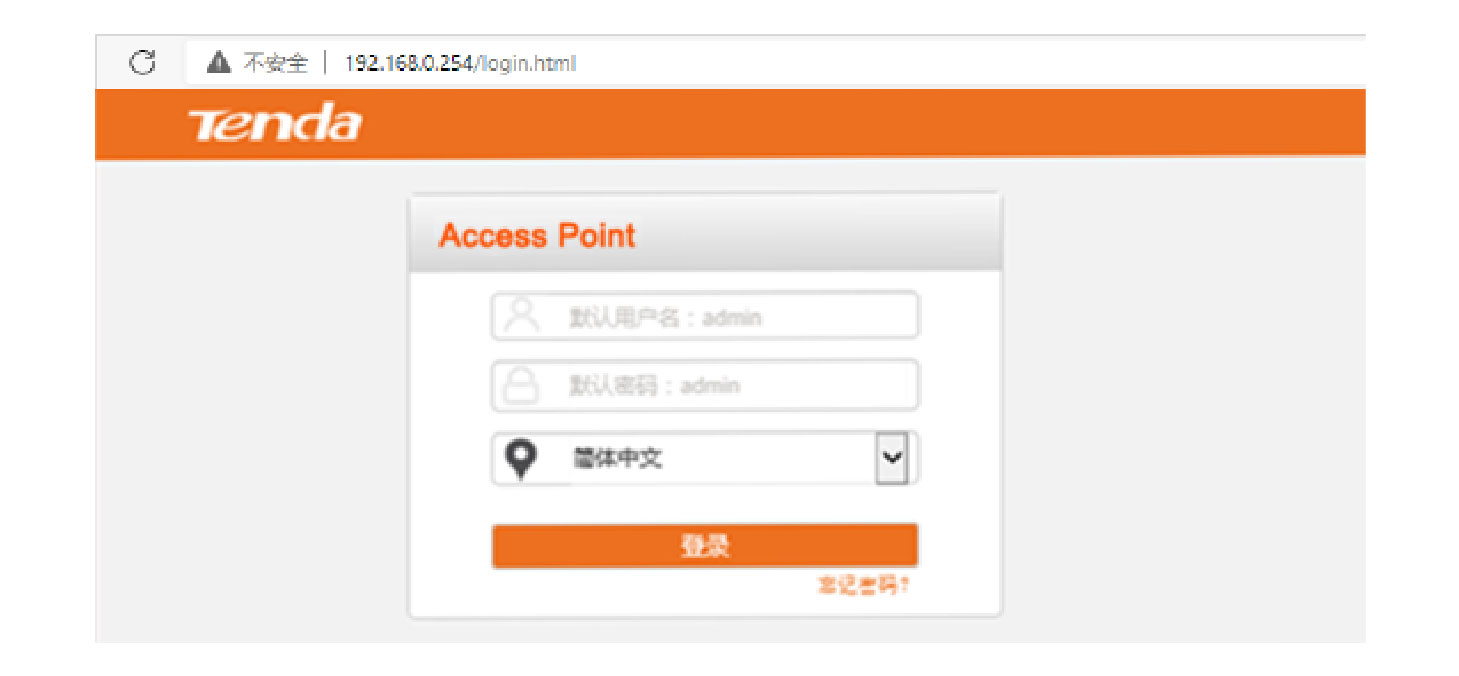 不安全 | 192.168.0.254/login.html
Tenda
Access Point
默认用户名：admin
默认密码：admin
简体中文
登录
忘记密码?